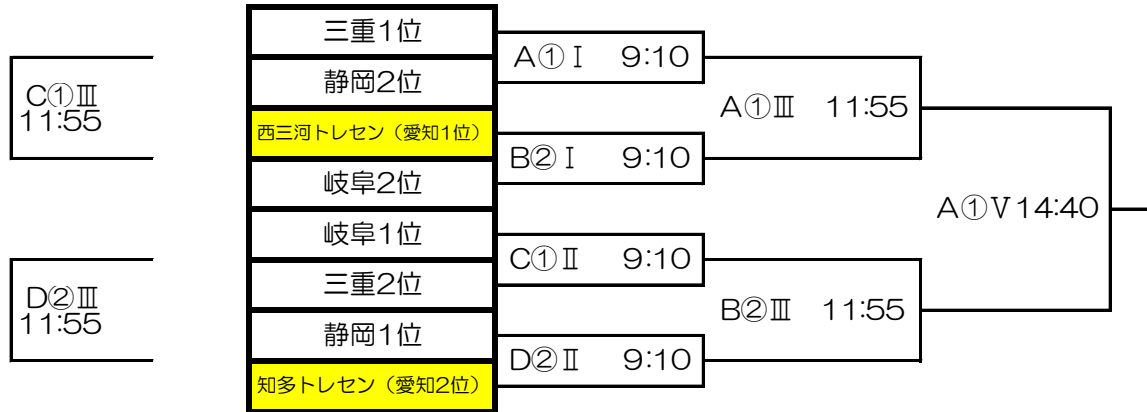 三重1位
静岡2位
西三河トレセン（愛知1位）
岐阜2位
岐阜1位
三重2位
静岡1位
知多トレセン（愛知2位）
C①Ⅲ
11:55
D②Ⅲ
11:55
A①Ⅰ 9:10
B②Ⅰ 9:10
C①Ⅱ 9:10
D②Ⅱ 9:10
A①Ⅲ 11:55
B②Ⅲ 11:55
A①Ⅴ14:40